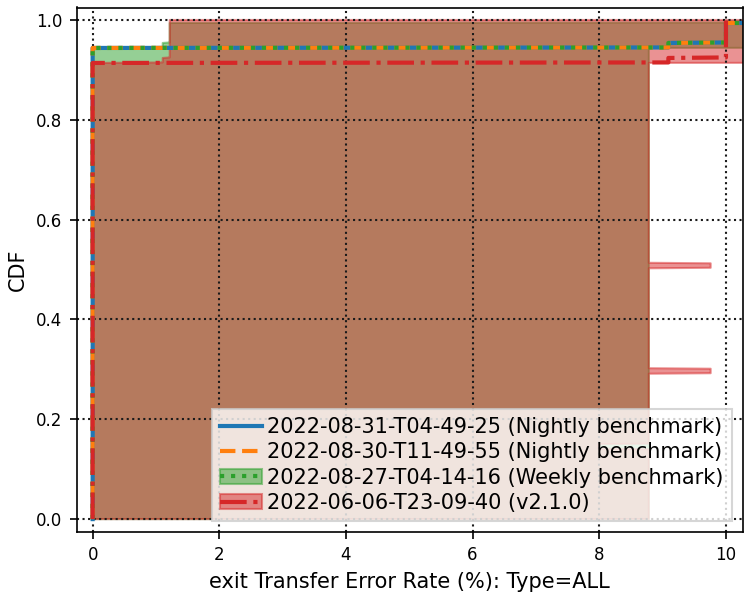 1.0
0.8
0.6
0.4
0.2
0.0
CDF
2022-08-31-T04-49-25 (Nightly benchmark)
2022-08-30-T11-49-55 (Nightly benchmark)
2022-08-27-T04-14-16 (Weekly benchmark)
2022-06-06-T23-09-40 (v2.1.0)
0 2 4 6 8 10
exit Transfer Error Rate (%): Type=ALL